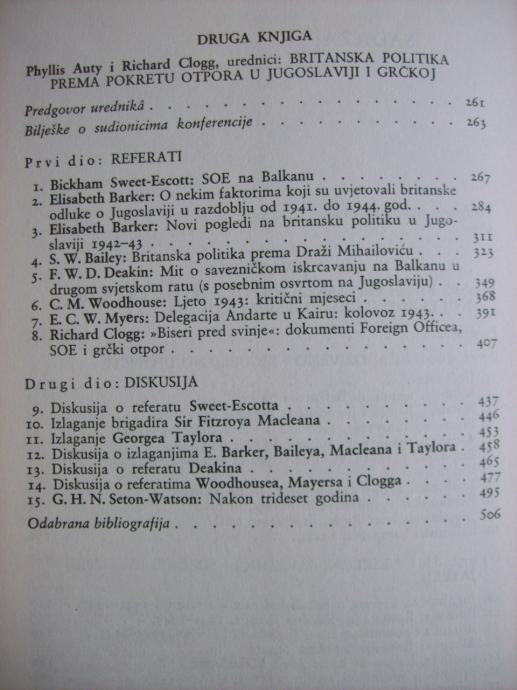 DRUGA KNJIGA
Phyllis Auty i Richard Clogg, urednici: BRITANSKA POLITIKA
PREMA POKRETU OTPORA U JUGOSLAVIJI I GRČKOJ
Predgovor urednikâ . . . . . . . . . . . . . . . 261
Bilješke o sudionicima konferencije . . . . . . . . . . 263
Prvi dio: REFERATI
1. Bickham Sweet-Escott: SOE na Balkanu . . . . . . . 267
2. Elisabeth Barker: O nekim faktorima koji su uvjetovali britanske
odluke o Jugoslaviji u razdoblju od 1941. do 1944. god. . . . 284
3. Elisabeth Barker: Novi pogledi na britansku politiku u Jugo-
slaviji 1942-43 . . . . . . . . . . . . . . . 311
4. S. W. Bailey: Britanska politika prema Draži Mihailoviću . . 323
5. F. W. D. Deakin: Mit o savezničkom iskrcavanju na Balkanu u
drugom svjetskom ratu (s posebnim osvrtom na Jugoslaviju) . . 349
6. C. M. Woodhouse: Ljeto 1943: kritični mjeseci . . . . 368
7. E. C. W. Myers: Delegacija Andarte u Kairu: kolovoz 1943. . . 391
8. Richard Clogg: »Biseri pred svinje«: dokumenti Foreign Officea,
SOE i grčki otpor . . . . . . . . . . . . . . 407
Drugi dio: DISKUSIJA
9. Diskusija o referatu Sweet-Escotta . . . . . . . . . 437
10. Izlaganje brigadira Sir Fitzroya Macleana . . . . . . . 446
11. Izlaganje Georgea Taylora . . . . . . . . . . . . 453
12. Diskusija o izlaganjima E. Barker, Baileya, Macleana i Taylora . 458
13. Diskusija o referatu Deakina . . . . . . . . . . . 465
14. Diskusija o referatima Woodhousea, Mayersa i Clogga . . . . 477
15. G. H. N. Seton-Watson: Nakon trideset godina . . . . . . 495
Odabrana bibliografija . . . . . . . . . . . . . . 506